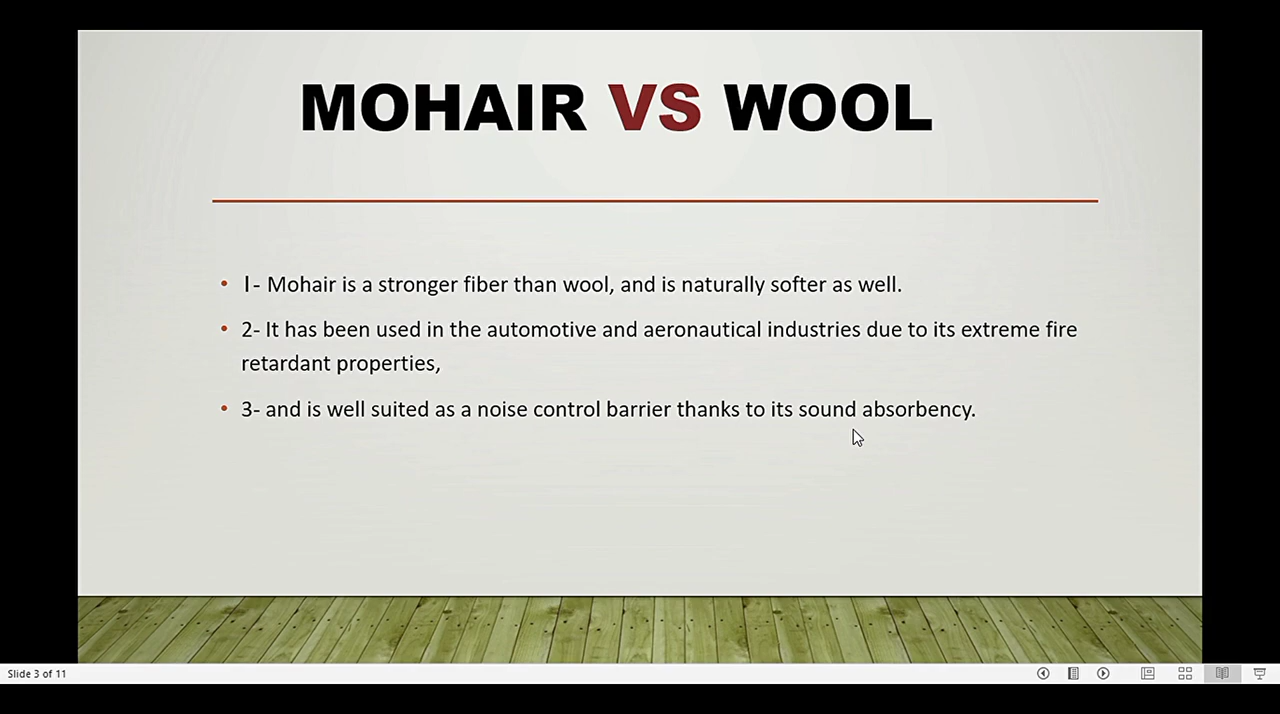 MOHAIR VS WOOL
• 1- Mohair is a stronger fiber than wool, and is naturally softer as well.
• 2- It has been used in the automotive and aeronautical industries due to its extreme fire
retardant properties,
• 3- and is well suited as a noise control barrier thanks to its sound absorbency.
Slide 3 of 11